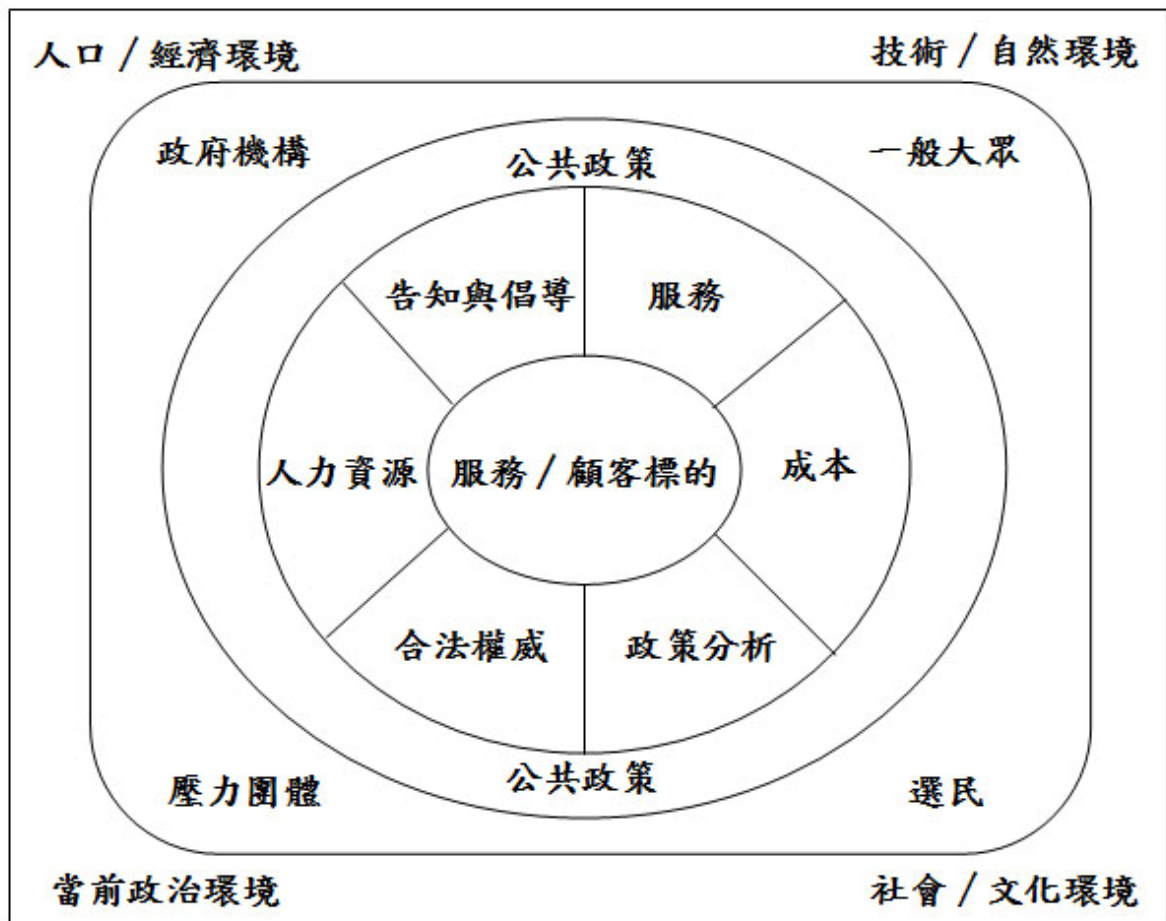 人口／經濟環境
技術／自然環境
政府機構
一般大眾
公共政策
告知與倡導
服務
人力資源
服務／顧客標的
成本
合法權威
政策分析
公共政策
壓力團體
選民
當前政治環境
社會／文化環境